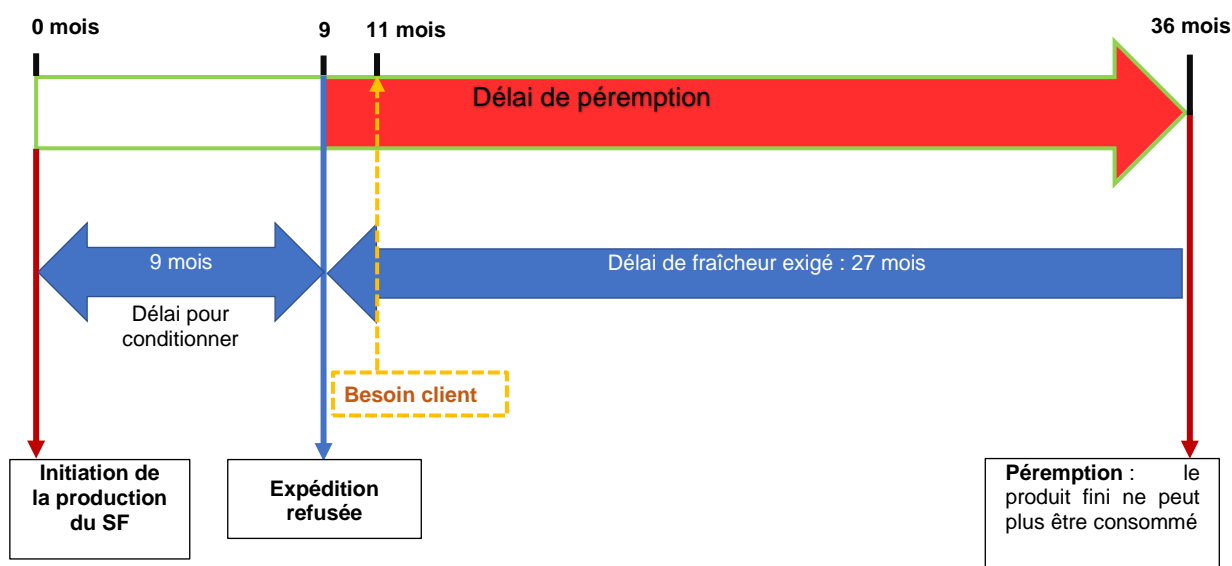 0 mois
9
11 mois
36 mois
Délai de péremption
9 mois
Délai de fraîcheur exigé : 27 mois
Délai pour
conditionner
Besoin client
Initiation de
la production
du SF
Expédition
refusée
Péremption : le
produit fini ne peut
plus être consommé